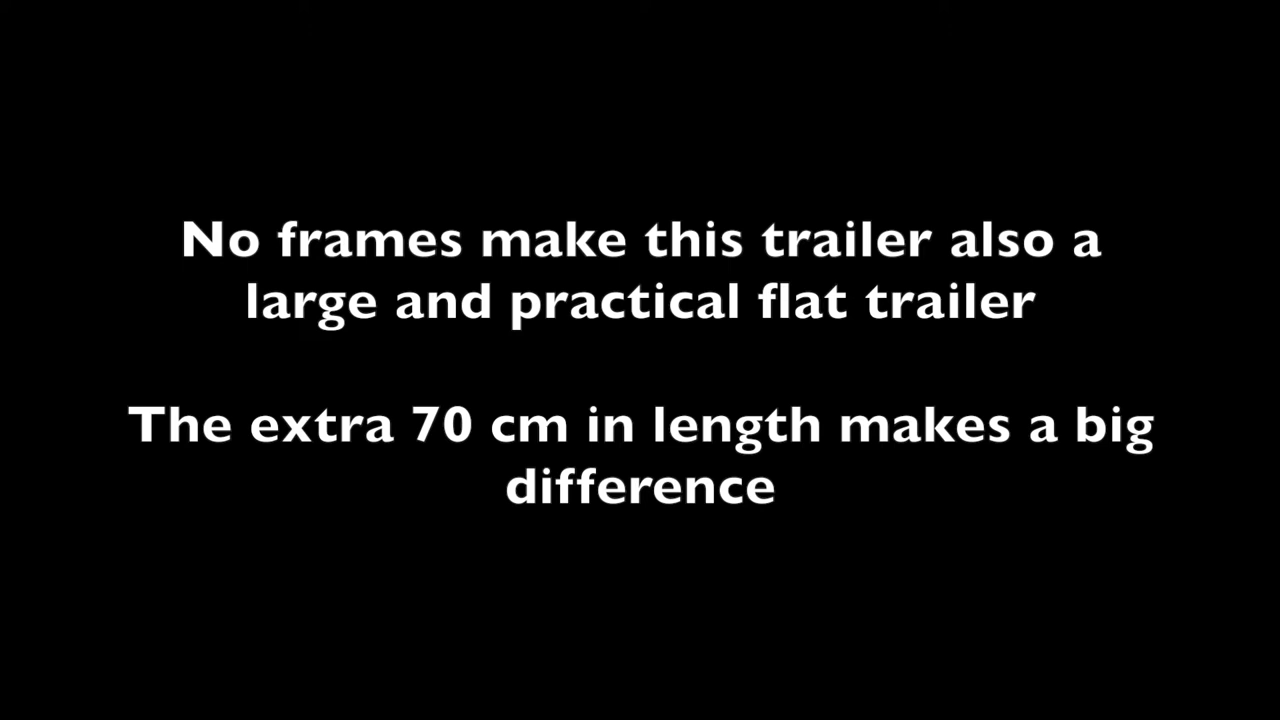 No frames make this trailer also a
large and practical flat trailer
The extra 70 cm in length makes a big
difference